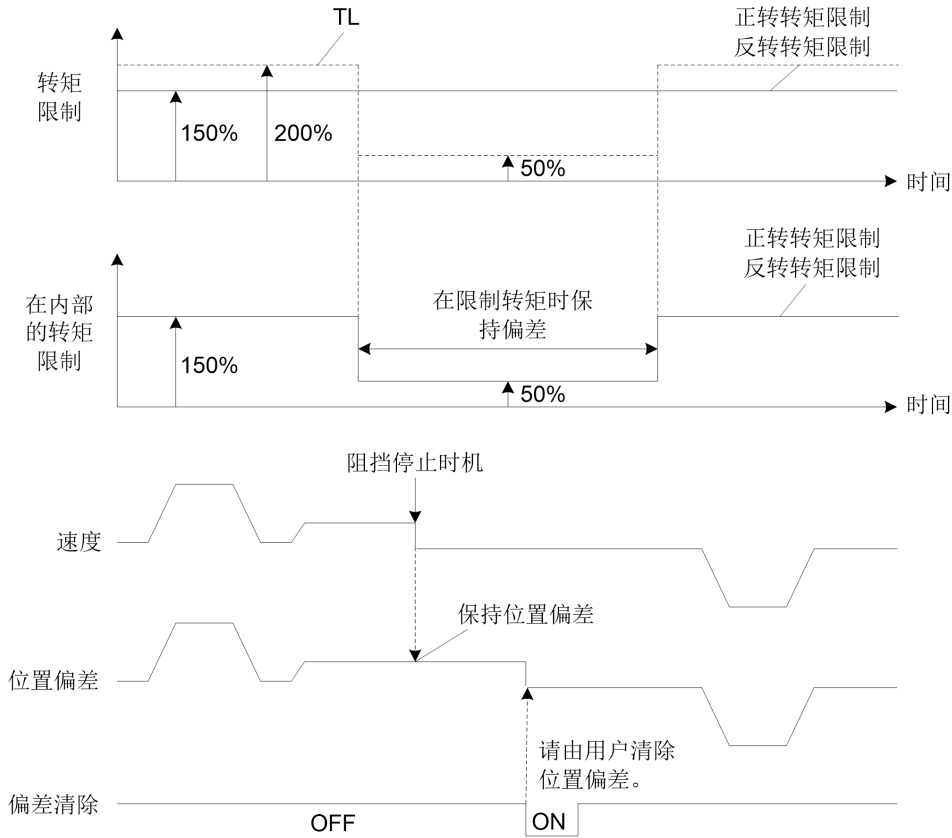 TL
正转转矩限制
反转转矩限制
转矩
限制
150%
200%
50%
时间
正转转矩限制
反转转矩限制
在内部
的转矩
限制
在限制转矩时保
持偏差
150%
50%
时间
阻挡停止时机
速度
保持位置偏差
位置偏差
请由用户清除
位置偏差。
偏差清除
OFF
ON